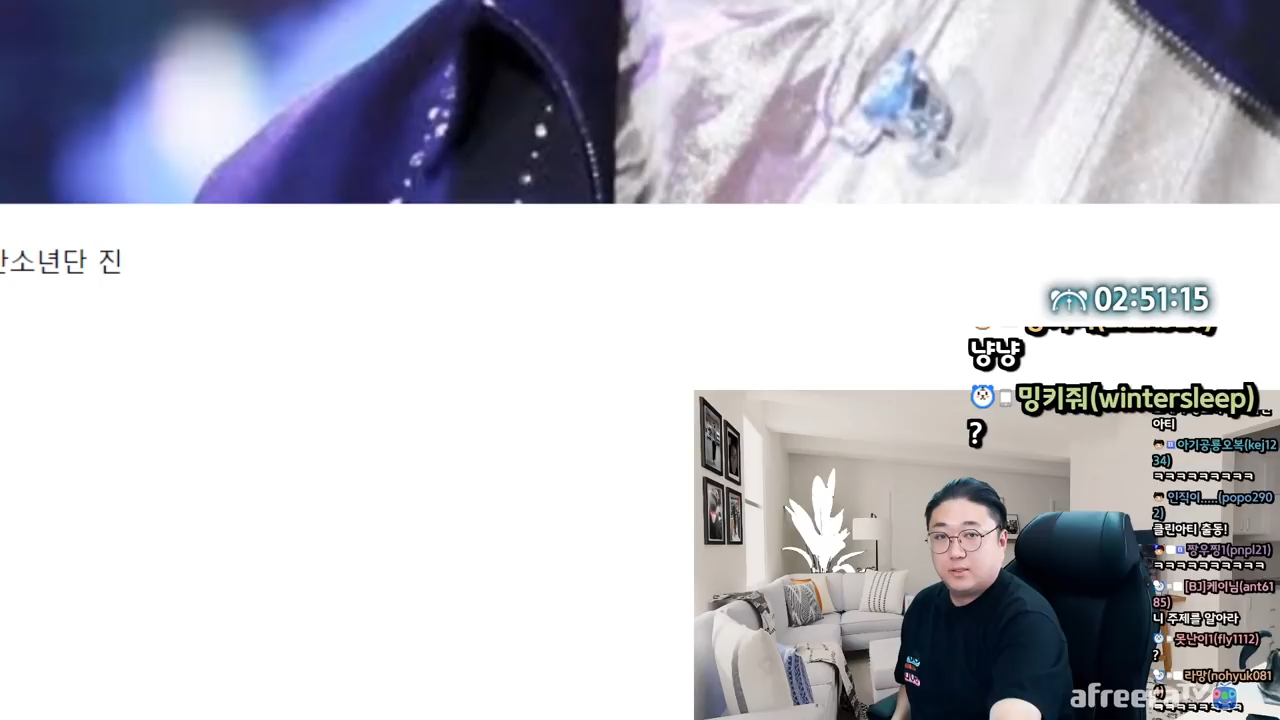 소년단 진
02:51:15
냥냥
밍키줘(wintersleep)
?
아티
아기공룡오복(kej12
34)
ㅋㅋㅋㅋㅋㅋㅋㅋㅋ
인직이.....(popo290
2)
클린아티 출동!
짱우찡1(pnpl21)
ㅋㅋㅋㅋㅋㅋㅋㅋㅋㅋ
[BJ]케이님(ant61
85)
니 주제를 알아라
못난이1(fly1112)
?
라망(nohyuk081
afreecaTV